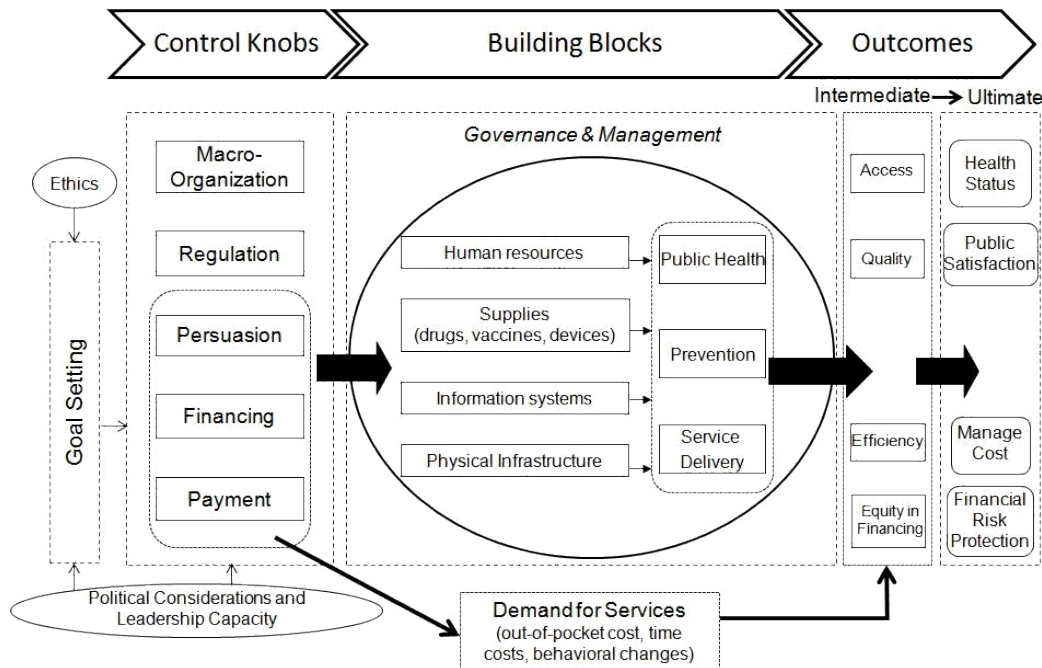 Control Knobs
Building Blocks
Outcomes
Intermediate
Ultimate
Ethics
Goal Setting
Political Considerations and
Leadership Capacity
Macro-
Organization
Regulation
Persuasion
Financing
Payment
Governance & Management
Human resources
Supplies
(drugs, vaccines, devices)
Information systems
Physical Infrastructure
Public Health
Prevention
Service
Delivery
Demand for Services
(out-of-pocket cost, time
costs, behavioral changes)
Access
Quality
Efficiency
Equity in
Financing
Health
Status
Public
Satisfaction
Manage
Cost
Financial
Risk
Protection